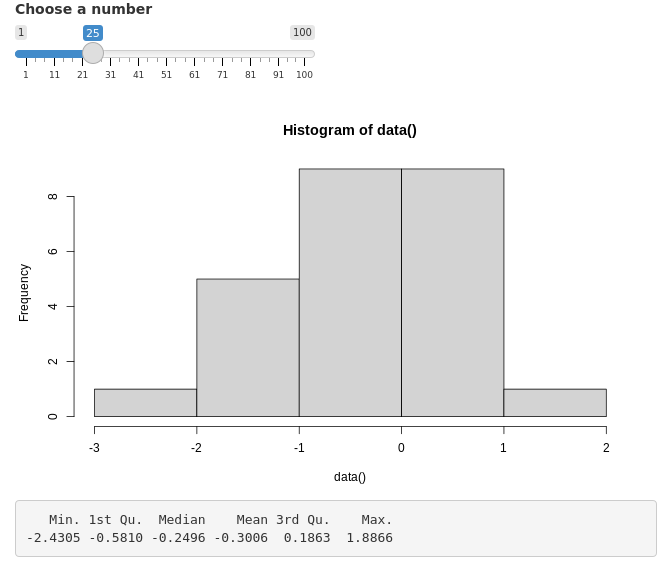 Choose a number
1 25 100
1 11 21 31 41 51 61 71 81 91 100
Histogram of data()
Frequency
8
6
4
2
0
-3 -2 -1 0 1 2
data()
Min. 1st Qu. Median Mean 3rd Qu. Max.
-2.4305 -0.5810 -0.2496 -0.3006 0.1863 1.8866